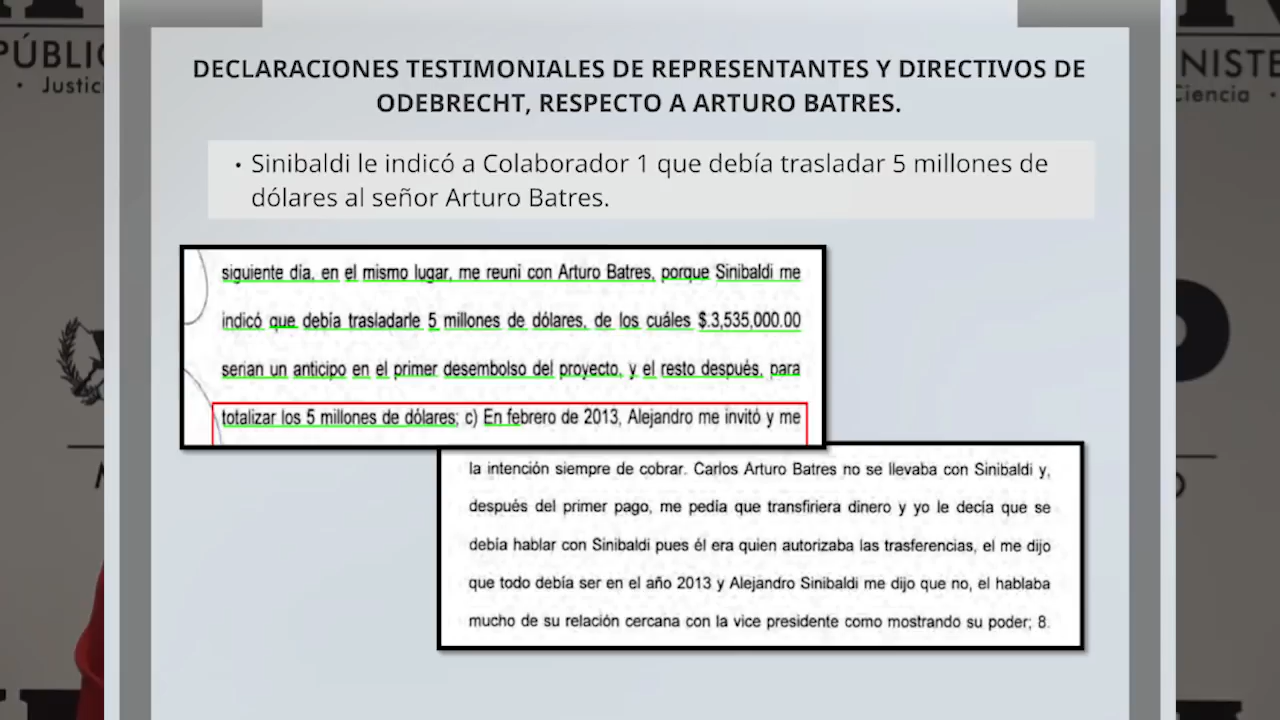 PÚBLIC
· Justic
NISTE
Ciencia ·
DECLARACIONES TESTIMONIALES DE REPRESENTANTES Y DIRECTIVOS DE
ODEBRECHT, RESPECTO A ARTURO BATRES.
• Sinibaldi le indicó a Colaborador 1 que debía trasladar 5 millones de
dólares al señor Arturo Batres.
siguiente día, en el mismo lugar, me reuní con Arturo Batres, porque Sinibaldi me
indicó que debía trasladarle 5 millones de dólares, de los cuáles $.3,535,000.00
serian un anticipo en el primer desembolso del proyecto, y el resto después, para
totalizar los 5 millones de dólares; c) En febrero de 2013, Alejandro me invitó y me
la intención siempre de cobrar. Carlos Arturo Batres no se llevaba con Sinibaldi y,
después del primer pago, me pedía que transfiriera dinero y yo le decía que se
debía hablar con Sinibaldi pues él era quien autorizaba las trasferencias, el me dijo
que todo debía ser en el año 2013 y Alejandro Sinibaldi me dijo que no, el hablaba
mucho de su relación cercana con la vice presidente como mostrando su poder; 8.